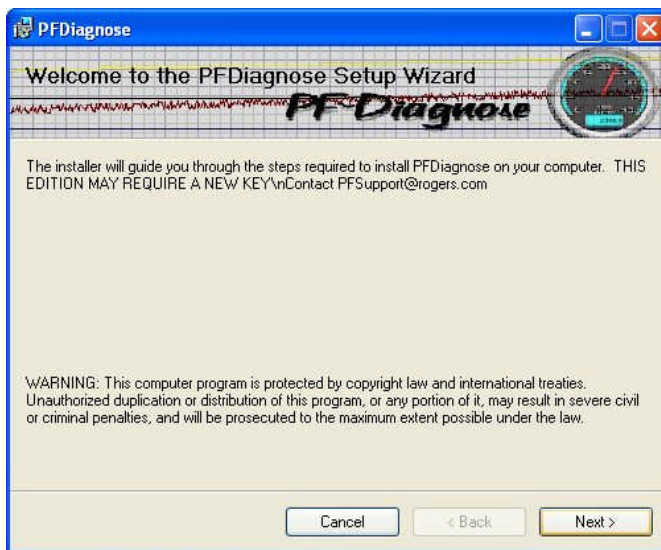 PFDiagnose
Welcome to the PFDiagnose Setup Wizard
PF Diagnose
The installer will guide you through the steps required to install PFDiagnose on your computer.  THIS
EDITION MAY REQUIRE A NEW KEY\nContact PFSupport@rogers.com
WARNING: This computer program is protected by copyright law and international treaties.
Unauthorized duplication or distribution of this program, or any portion of it, may result in severe civil
or criminal penalties, and will be prosecuted to the maximum extent possible under the law.
Cancel
< Back
Next >